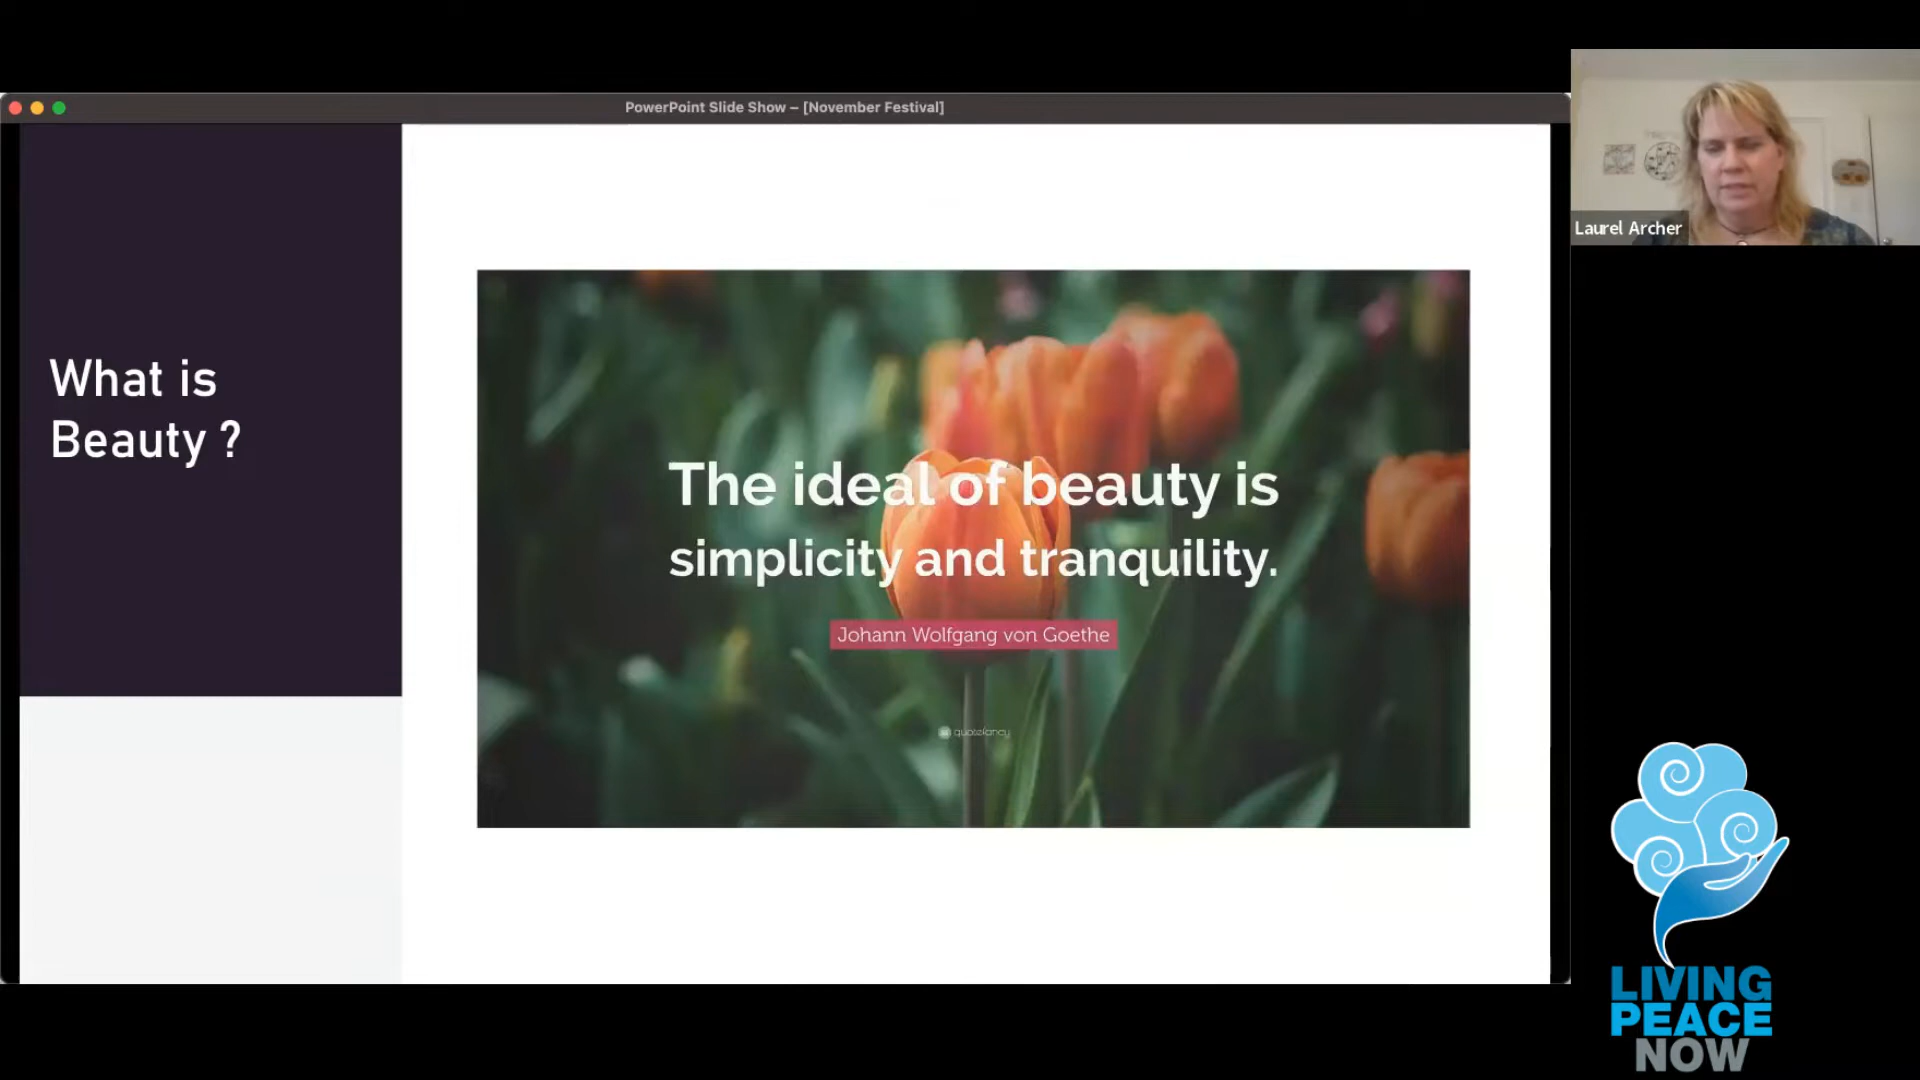 PowerPoint Slide Show – [November Festival]
What is
Beauty ?
The ideal of beauty is
simplicity and tranquility.
Johann Wolfgang von Goethe
quotefancy
Laurel Archer
LIVING
PEACE
NOW